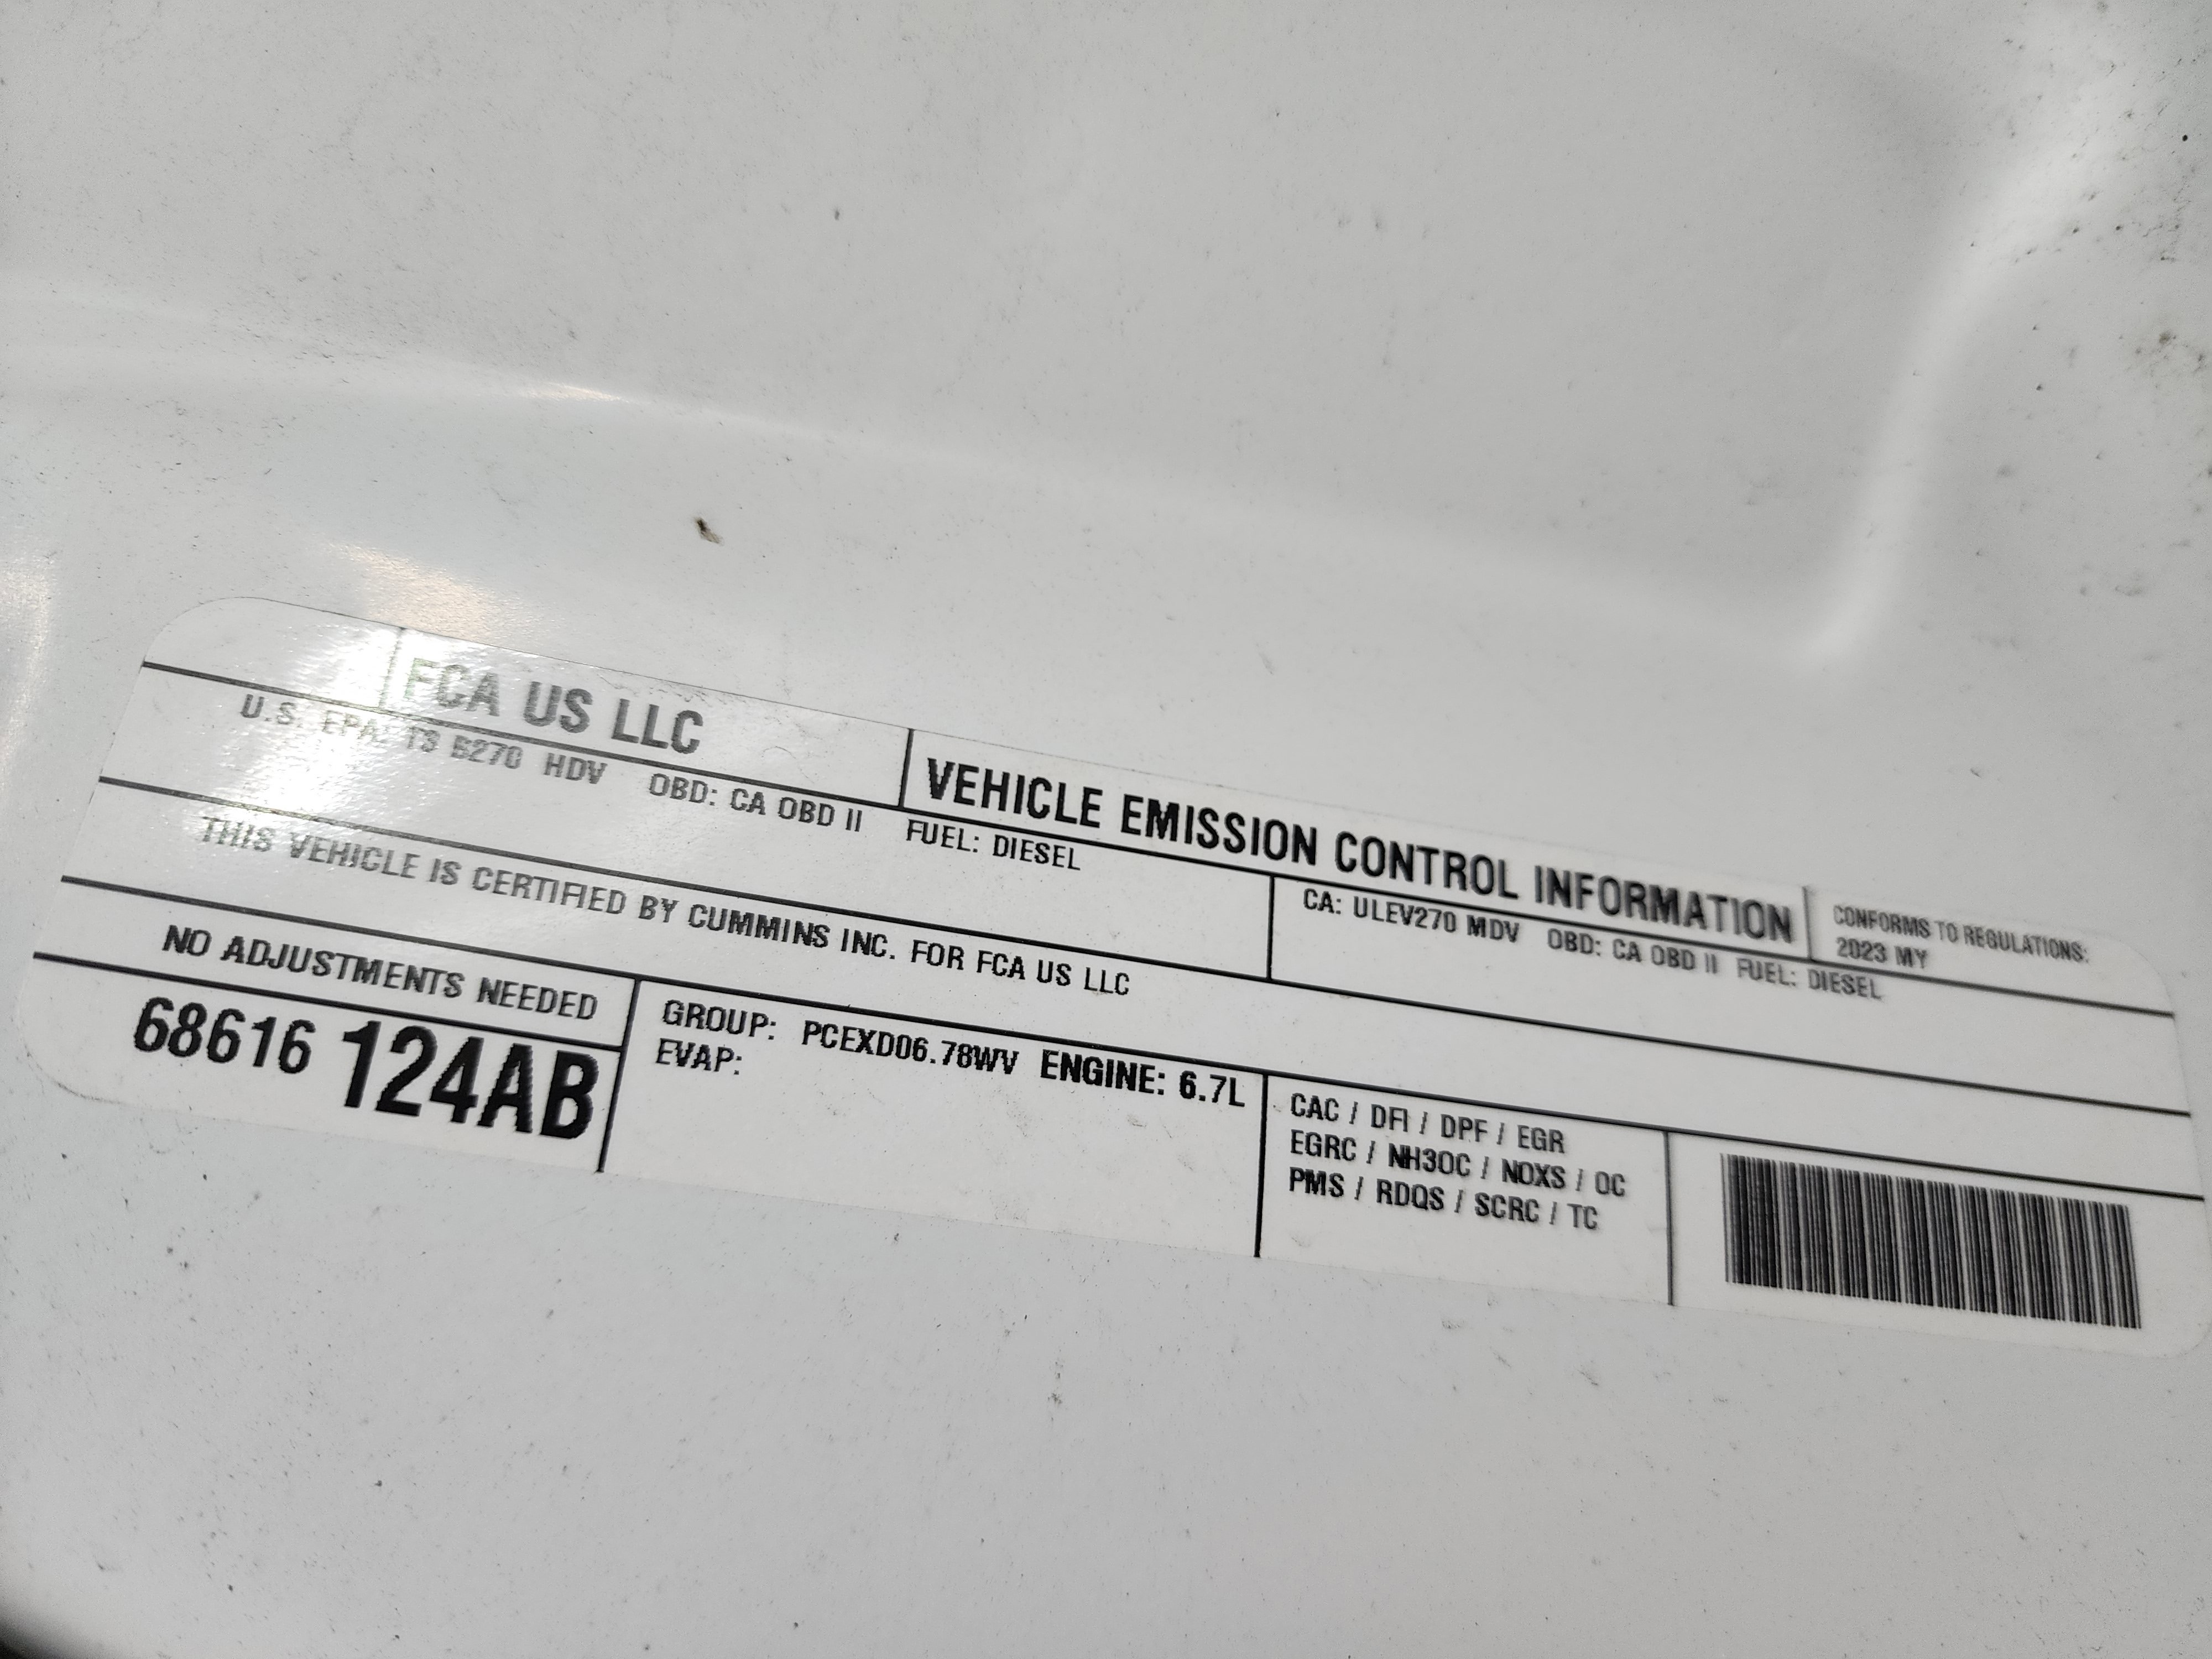 FCA US LLC
VEHICLE EMISSION CONTROL INFORMATION
CONFORMS TO REGULATIONS:
2023 MY
U.S. EPA: T3 B270 HDV OBD: CA OBD II FUEL: DIESEL
CA: ULEV270 MDV OBD: CA OBD II FUEL: DIESEL
THIS VEHICLE IS CERTIFIED BY CUMMINS INC. FOR FCA US LLC
NO ADJUSTMENTS NEEDED
68616 124AB
GROUP: PCEXD06.78WV ENGINE: 6.7L
EVAP:
CAC / DFI / DPF / EGR
EGRC / NH3OC / NOXS / OC
PMS / RDQS / SCRC / TC